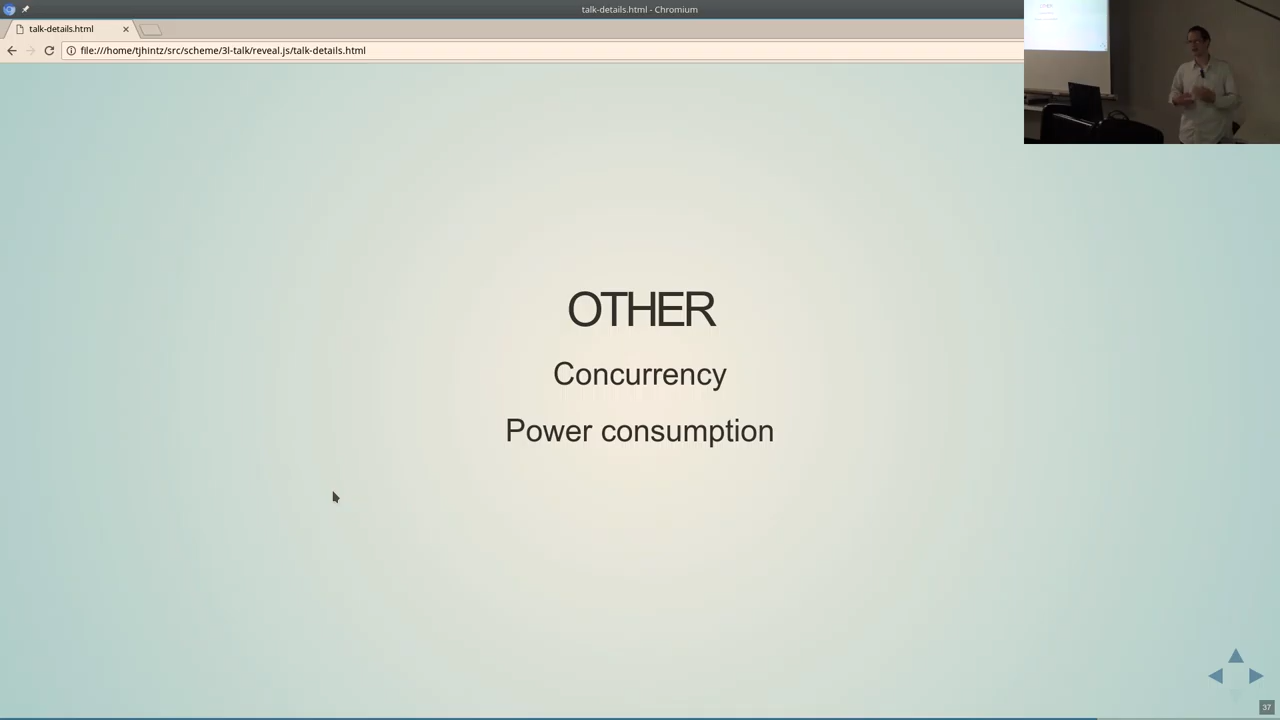 talk-details.html - Chromium
talk-details.html
file:///home/tjhintz/src/scheme/3l-talk/reveal.js/talk-details.html
OTHER
Concurrency
Power consumption
37